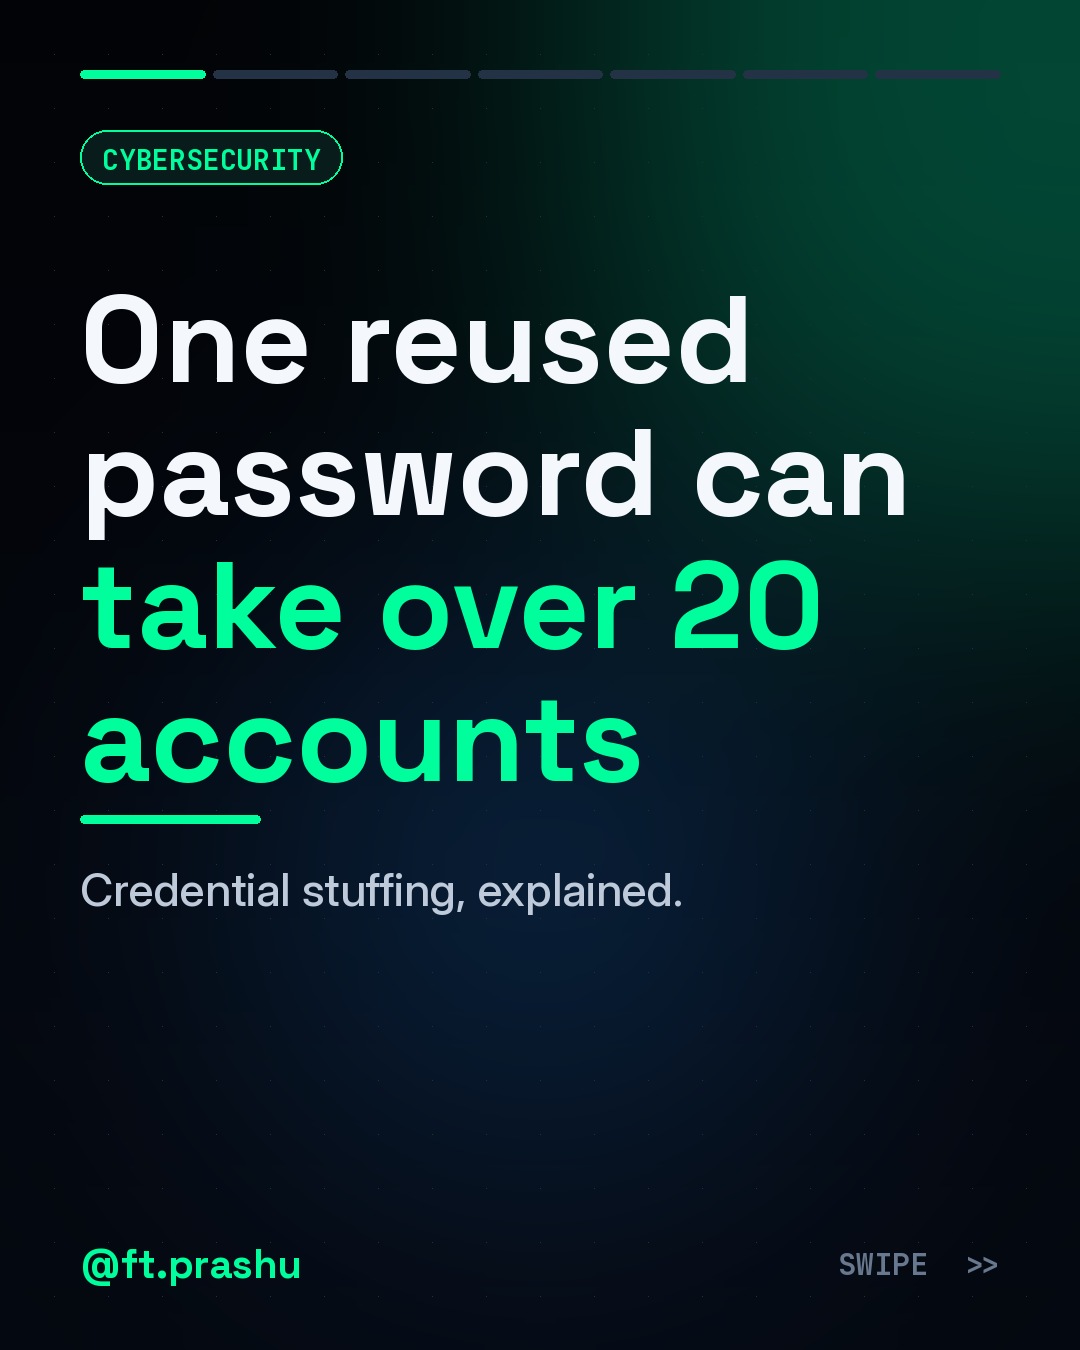 CYBERSECURITY
One reused
password can
take over 20
accounts
Credential stuffing, explained.
@ft.prashu
SWIPE >>